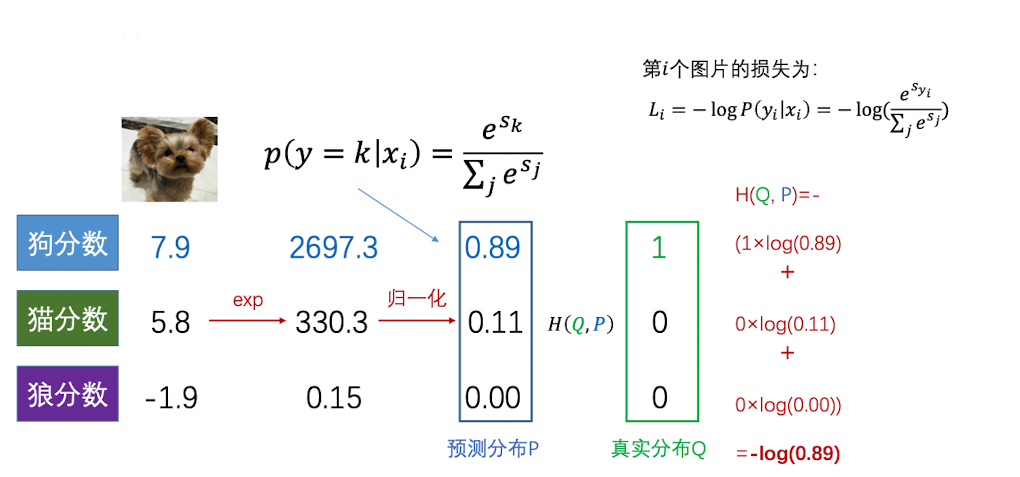 第i个图片的损失为：
L_i = − log P(y_i|x_i) = − log(e^{s_{y_i}} / ∑_j e^{s_j})
p(y = k|x_i) = e^{s_k} / ∑_j e^{s_j}
H(Q, P)=-
狗分数 7.9 2697.3 0.89 1 (1×log(0.89)
+
exp 归一化
猫分数 5.8 330.3 0.11 H(Q,P) 0 0×log(0.11)
+
狼分数 -1.9 0.15 0.00 0 0×log(0.00))
预测分布P 真实分布Q =-log(0.89)